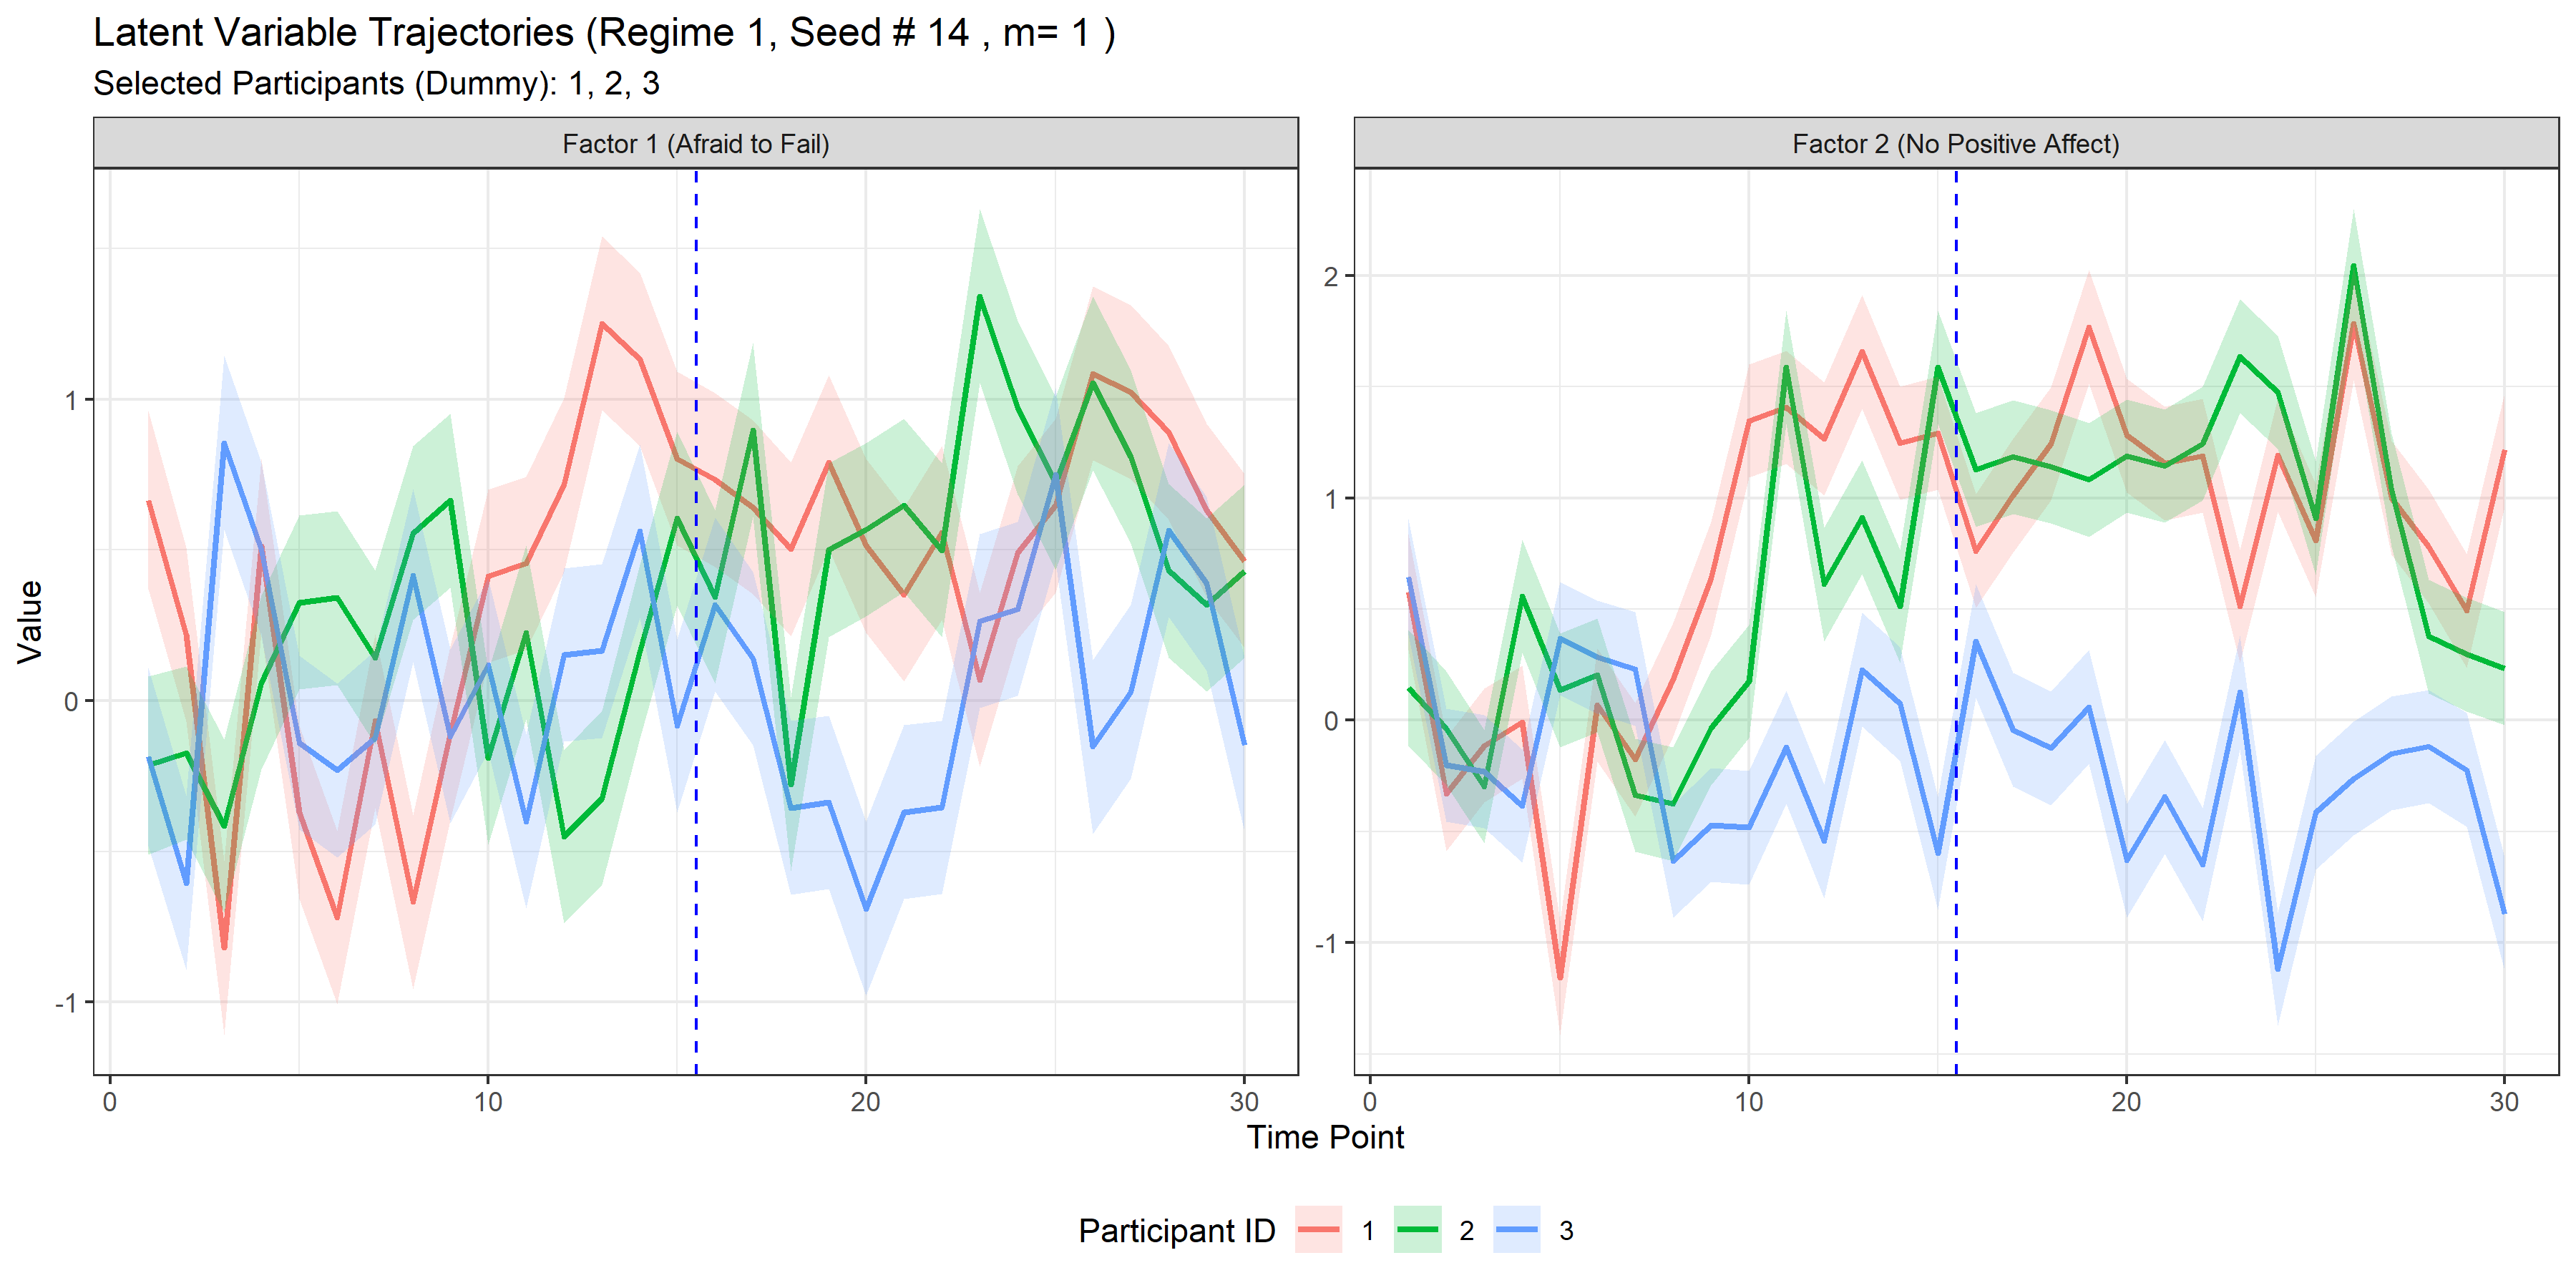 Latent Variable Trajectories (Regime 1, Seed # 14 , m= 1 )
Selected Participants (Dummy): 1, 2, 3
Factor 1 (Afraid to Fail)
Factor 2 (No Positive Affect)
Value
1
0
-1
2
1
0
-1
0 10 20 30
0 10 20 30
Time Point
Participant ID 1 2 3